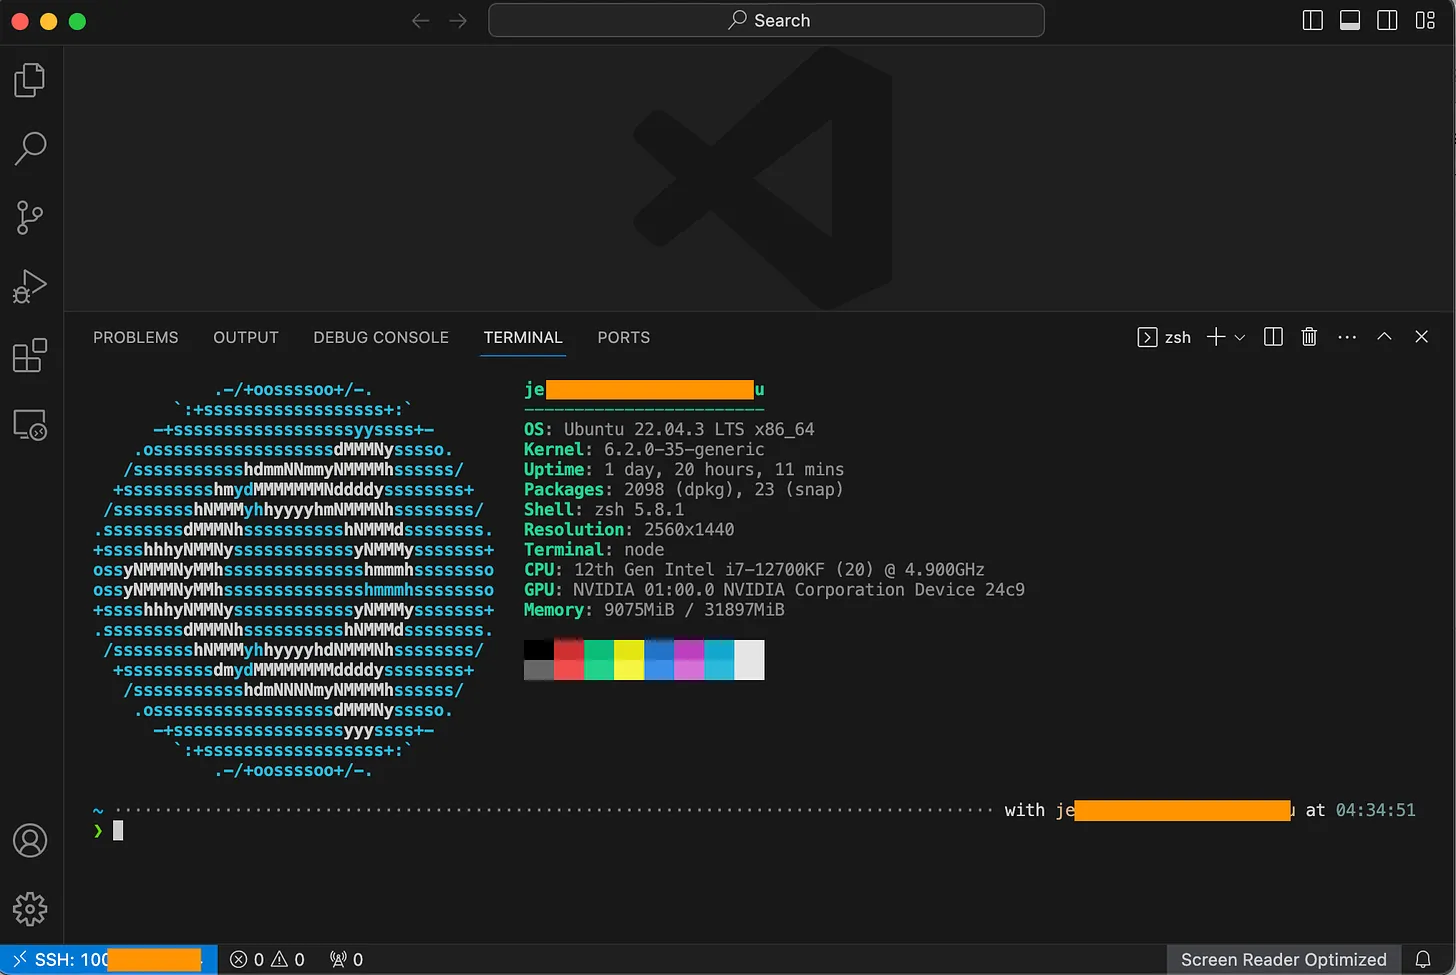 Search
PROBLEMS OUTPUT DEBUG CONSOLE TERMINAL PORTS zsh
.-/+oossssoo+/-. je u
`:+ssssssssssssssssss+:` ------------------------
-+ssssssssssssssssssyyssss+- OS: Ubuntu 22.04.3 LTS x86_64
.ossssssssssssssssssdMMMNysssso. Kernel: 6.2.0-35-generic
/ssssssssssshdmmNNmmyNMMMMhssssss/ Uptime: 1 day, 20 hours, 11 mins
+ssssssssshmydMMMMMMMNddddyssssssss+ Packages: 2098 (dpkg), 23 (snap)
/sssssssshNMMMyhhyyyyhmNMMMNhssssssss/ Shell: zsh 5.8.1
.ssssssssdMMMNhsssssssssshNMMMdssssssss. Resolution: 2560x1440
+sssshhhyNMMNyssssssssssssyNMMMysssssss+ Terminal: node
ossyNMMMNyMMhsssssssssssssshmmmhssssssso CPU: 12th Gen Intel i7-12700KF (20) @ 4.900GHz
ossyNMMMNyMMhsssssssssssssshmmmhssssssso GPU: NVIDIA 01:00.0 NVIDIA Corporation Device 24c9
+sssshhhyNMMNyssssssssssssyNMMMysssssss+ Memory: 9075MiB / 31897MiB
.ssssssssdMMMNhsssssssssshNMMMdssssssss.
/sssssssshNMMMyhhyyyyhdNMMMNhssssssss/
+sssssssssdmydMMMMMMMMddddyssssssss+
/ssssssssssshdmNNNNmyNMMMMhssssss/
.ossssssssssssssssssdMMMNysssso.
-+sssssssssssssssssyyyssss+-
`:+ssssssssssssssssss+:`
.-/+oossssoo+/-.
~ ········································································································ with je u at 04:34:51
❯
SSH: 100 0 0 0 Screen Reader Optimized